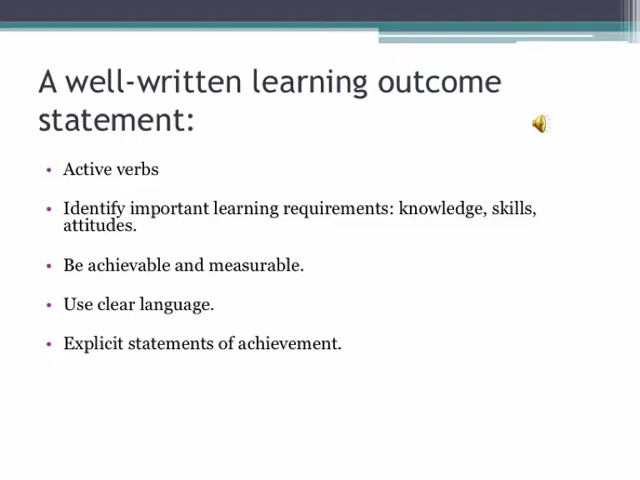 A well-written learning outcome
statement:
• Active verbs
• Identify important learning requirements: knowledge, skills,
attitudes.
• Be achievable and measurable.
• Use clear language.
• Explicit statements of achievement.